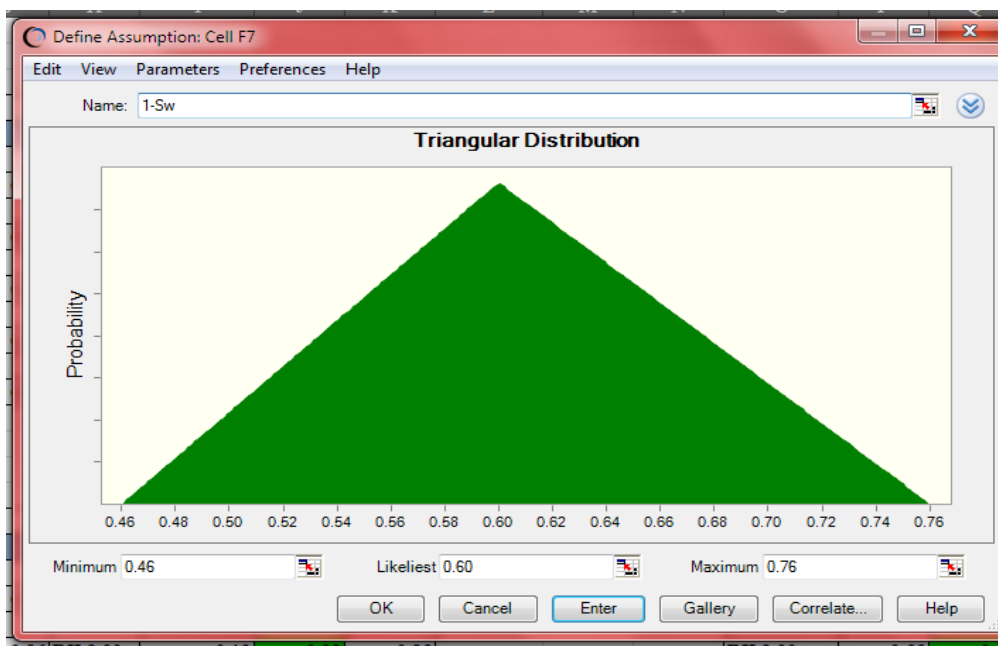 Define Assumption: Cell F7
Edit View Parameters Preferences Help
Name: 1-Sw
Triangular Distribution
Probability
0.46 0.48 0.50 0.52 0.54 0.56 0.58 0.60 0.62 0.64 0.66 0.68 0.70 0.72 0.74 0.76
Minimum 0.46 Likeliest 0.60 Maximum 0.76
OK Cancel Enter Gallery Correlate... Help